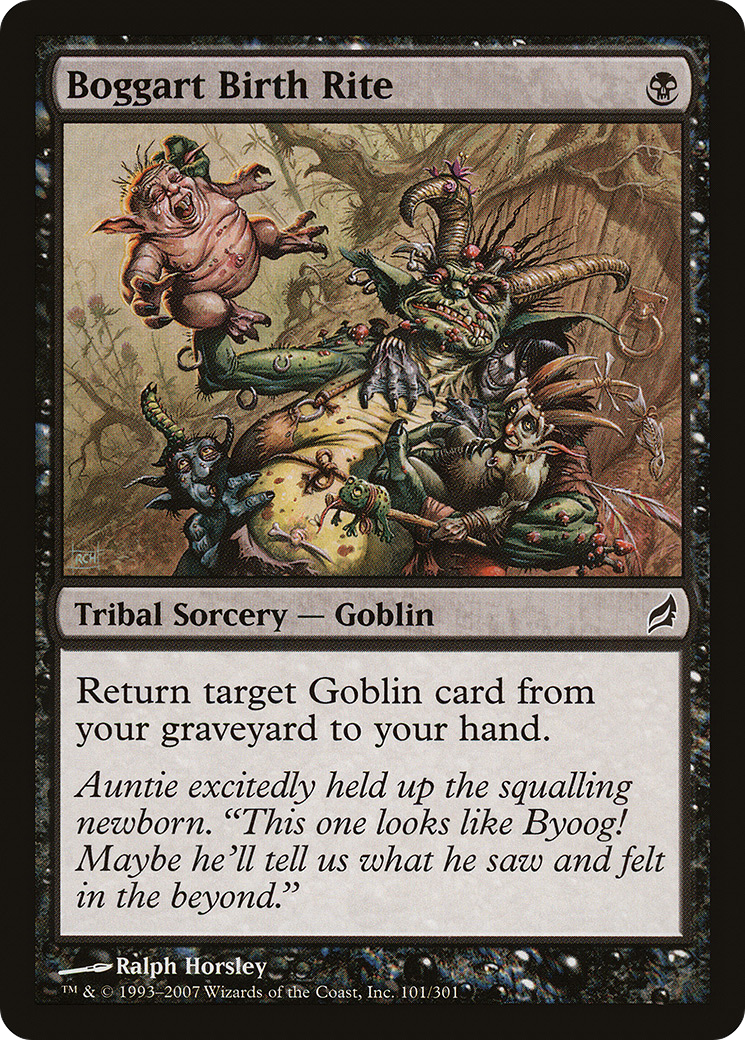 Boggart Birth Rite
RCH
Tribal Sorcery — Goblin
Return target Goblin card from
your graveyard to your hand.
Auntie excitedly held up the squalling
newborn. “This one looks like Byoog!
Maybe he’ll tell us what he saw and felt
in the beyond.”
Ralph Horsley
™ & © 1993–2007 Wizards of the Coast, Inc. 101/301